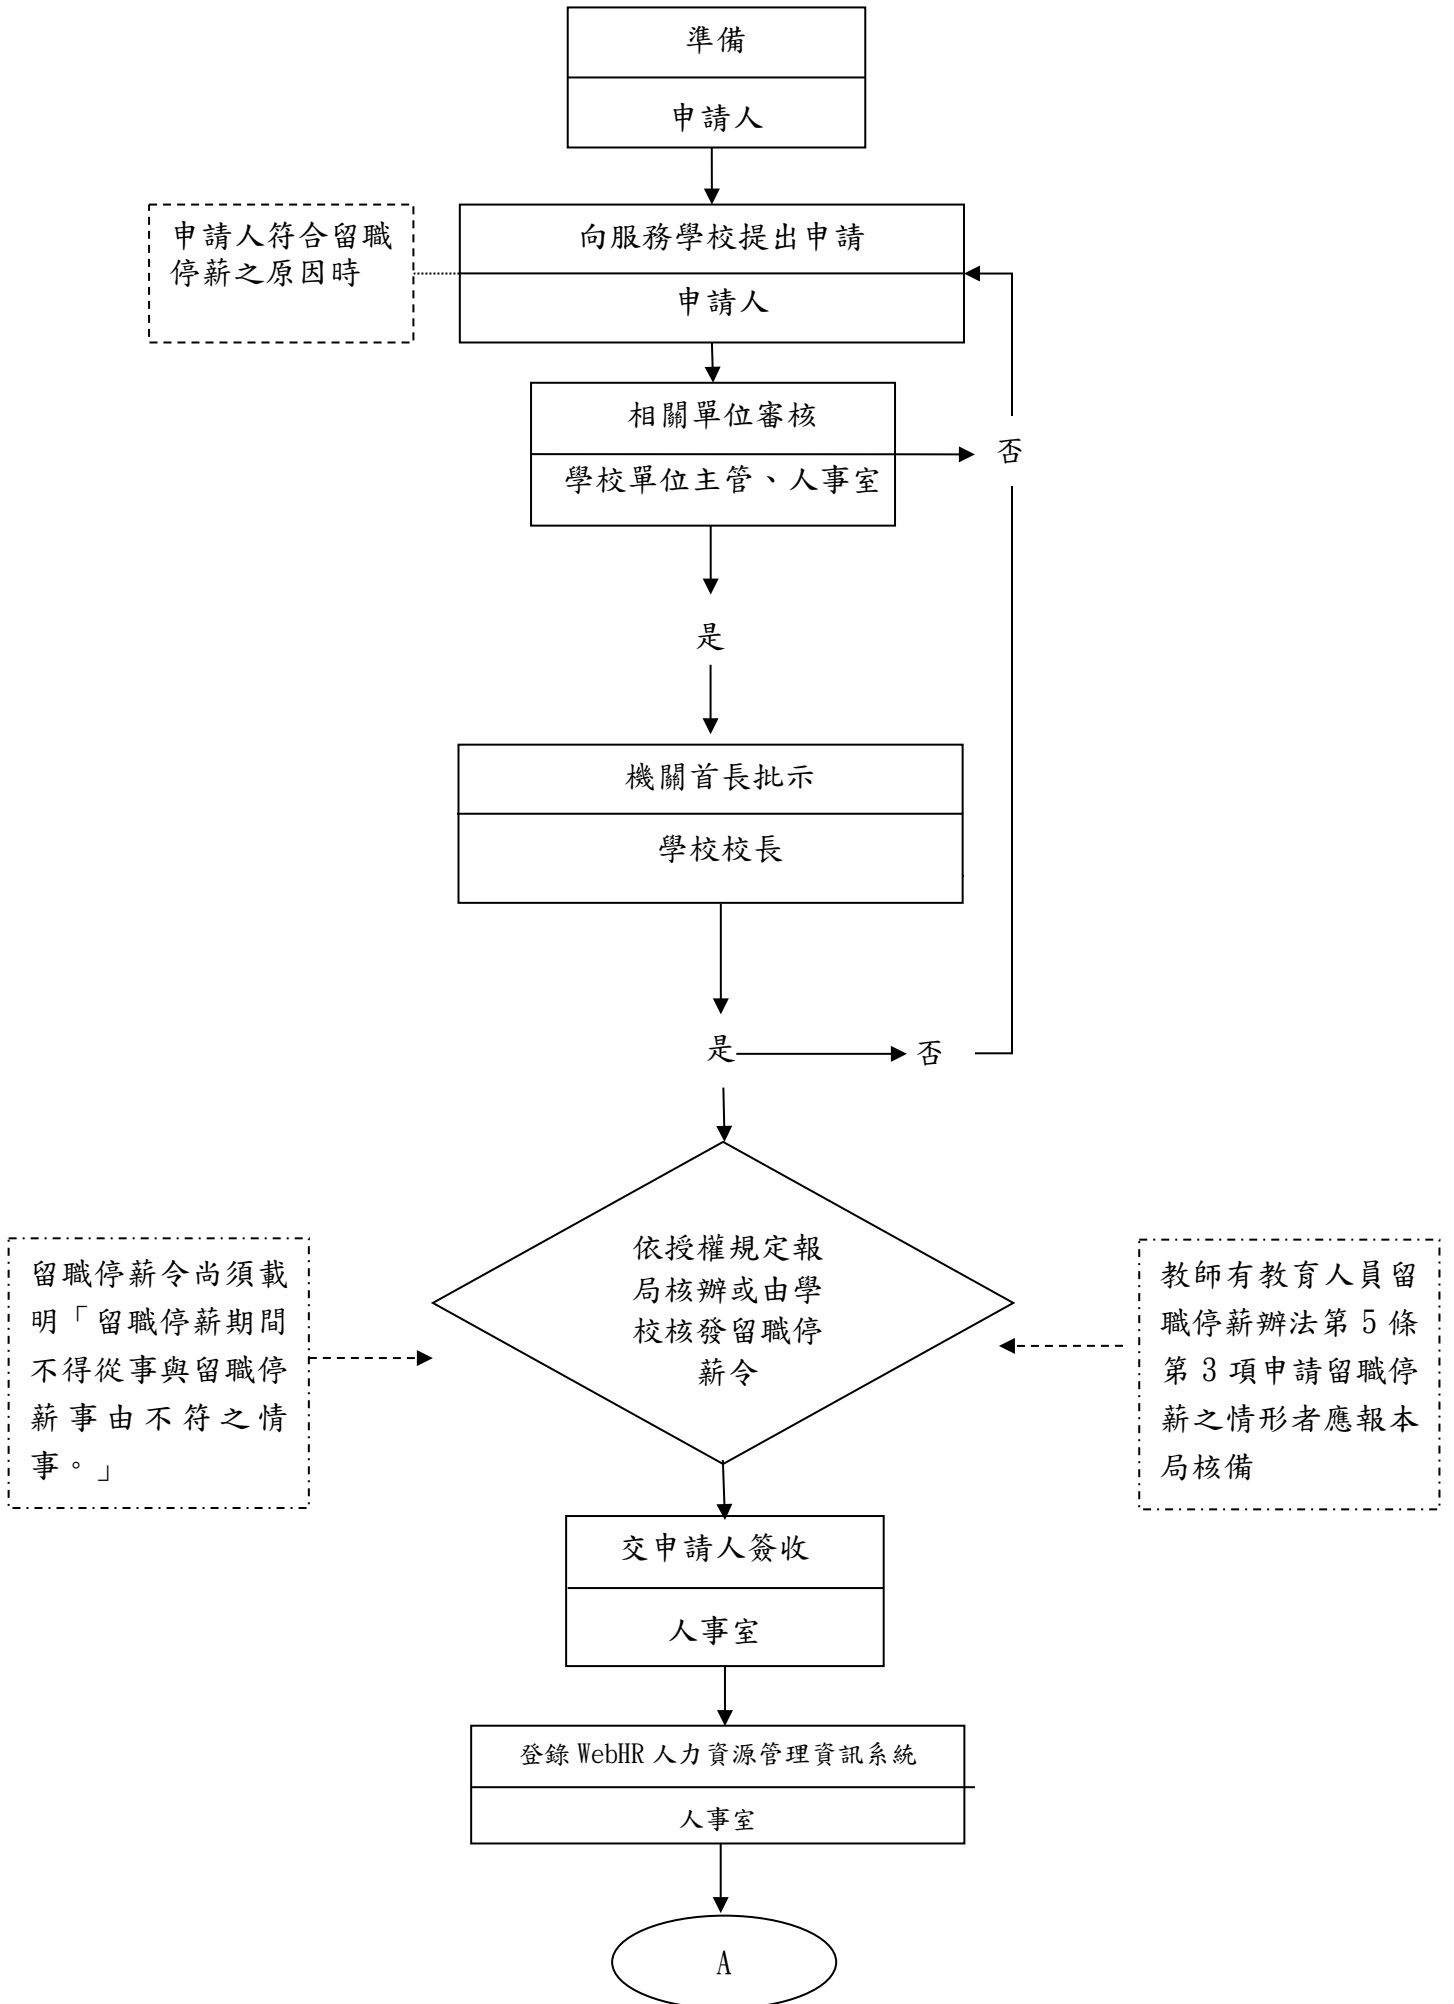 準備
申請人
申請人符合留職
停薪之原因時
向服務學校提出申請
申請人
相關單位審核
學校單位主管、人事室
否
是
機關首長批示
學校校長
是
否
依授權規定報
局核辦或由學
校核發留職停
薪令
留職停薪令尚須載
明「留職停薪期間
不得從事與留職停
薪事由不符之情
事。」
教師有教育人員留
職停薪辦法第 5 條
第 3 項申請留職停
薪之情形者應報本
局核備
交申請人簽收
人事室
登錄 WebHR 人力資源管理資訊系統
人事室
A